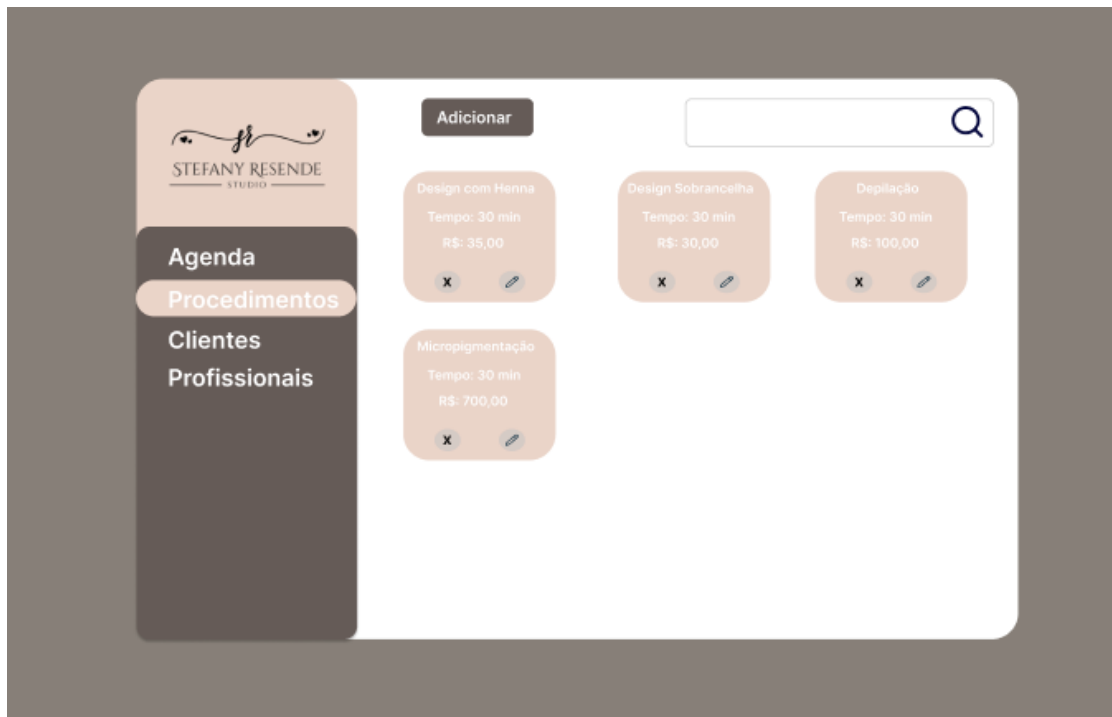 sr
STEFANY RESENDE
STUDIO
Agenda
Procedimentos
Clientes
Profissionais
Adicionar
Design com Henna
Tempo: 30 min
R$: 35,00
X
Design Sobrancelha
Tempo: 30 min
R$: 30,00
X
Depilação
Tempo: 30 min
R$: 100,00
X
Micropigmentação
Tempo: 30 min
R$: 700,00
X